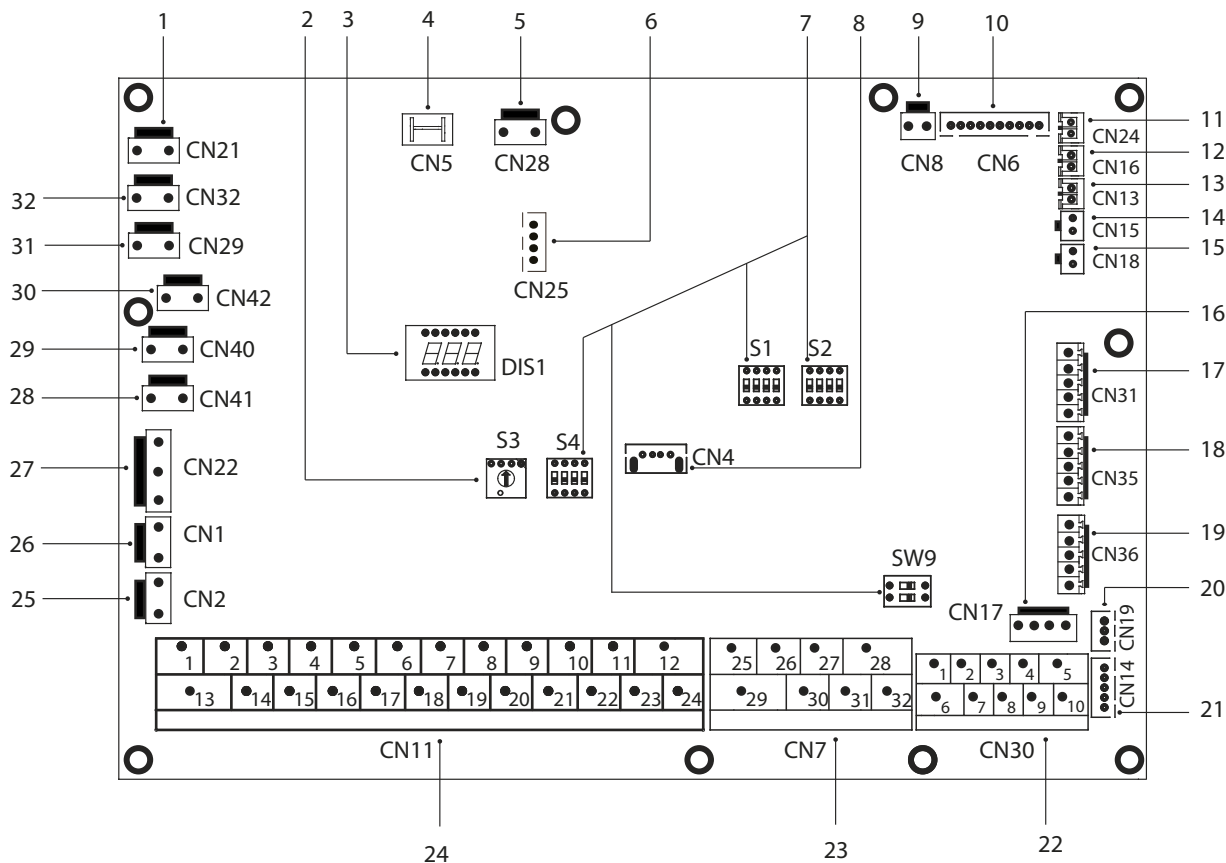 1 2 3 4 5 6 7 8 9 10
CN21
CN5
CN28
CN8
CN6
CN24
11
CN16
12
CN13
13
CN15
14
CN18
15
32
CN32
31
CN29
30
CN42
CN25
16
29
CN40
3
DIS1
S1
S2
CN31
17
28
CN41
27
CN22
2
S3
S4
CN4
8
CN35
18
26
CN1
CN36
19
25
CN2
SW9
CN17
20
CN19
1 2 3 4 5 6 7 8 9 10 11 12
13 14 15 16 17 18 19 20 21 22 23 24
CN11
25 26 27 28
29 30 31 32
CN7
1 2 3 4 5
6 7 8 9 10
CN30
CN14
21
24
23
22